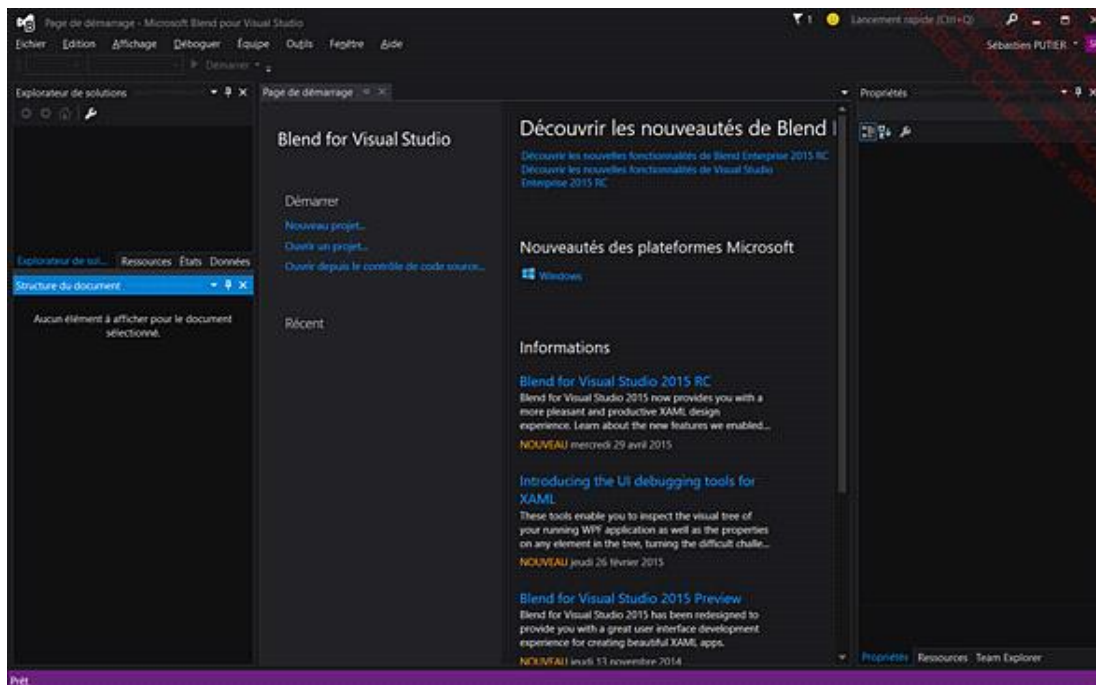 Page de démarrage - Microsoft Blend pour Visual Studio
1
Lancement rapide (Ctrl+Q)
Fichier Edition Affichage Déboguer Équipe Outils Fenêtre Aide
Sébastien PUTIER
Démarrer
Explorateur de solutions
Page de démarrage
Propriétés
Blend for Visual Studio
Démarrer
Nouveau projet...
Ouvrir un projet...
Ouvrir depuis le contrôle de code source...
Récent
Découvrir les nouveautés de Blend
Découvrir les nouvelles fonctionnalités de Blend Enterprise 2015 RC
Découvrir les nouvelles fonctionnalités de Visual Studio
Enterprise 2015 RC
Nouveautés des plateformes Microsoft
Windows
Informations
Blend for Visual Studio 2015 RC
Blend for Visual Studio 2015 now provides you with a
more pleasant and productive XAML design
experience. Learn about the new features we enabled...
NOUVEAU mercredi 29 avril 2015
Introducing the UI debugging tools for
XAML
These tools enable you to inspect the visual tree of
your running WPF application as well as the properties
on any element in the tree, turning the difficult challe...
NOUVEAU jeudi 26 février 2015
Blend for Visual Studio 2015 Preview
Blend for Visual Studio 2015 has been redesigned to
provide you with a great user interface development
experience for creating beautiful XAML apps.
NOUVEAU jeudi 13 novembre 2014
Explorateur de sol... Ressources États Données
Structure du document
Aucun élément à afficher pour le document
sélectionné.
Propriétés Ressources Team Explorer
Prêt